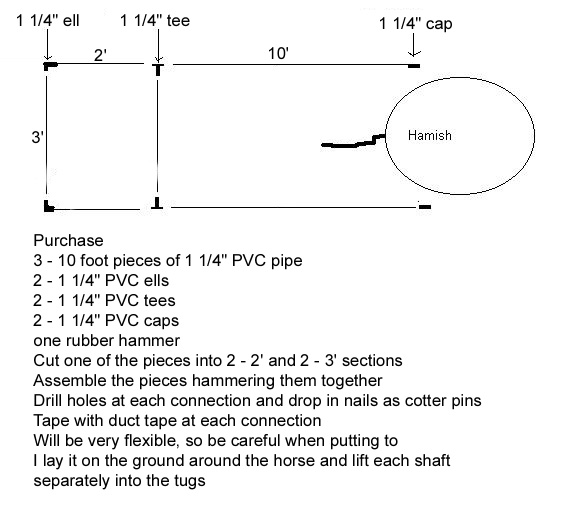 1 1/4" ell 1 1/4" tee 1 1/4" cap
2' 10'
3' Hamish
Purchase
3 - 10 foot pieces of 1 1/4" PVC pipe
2 - 1 1/4" PVC ells
2 - 1 1/4" PVC tees
2 - 1 1/4" PVC caps
one rubber hammer
Cut one of the pieces into 2 - 2' and 2 - 3' sections
Assemble the pieces hammering them together
Drill holes at each connection and drop in nails as cotter pins
Tape with duct tape at each connection
Will be very flexible, so be careful when putting to
I lay it on the ground around the horse and lift each shaft
separately into the tugs